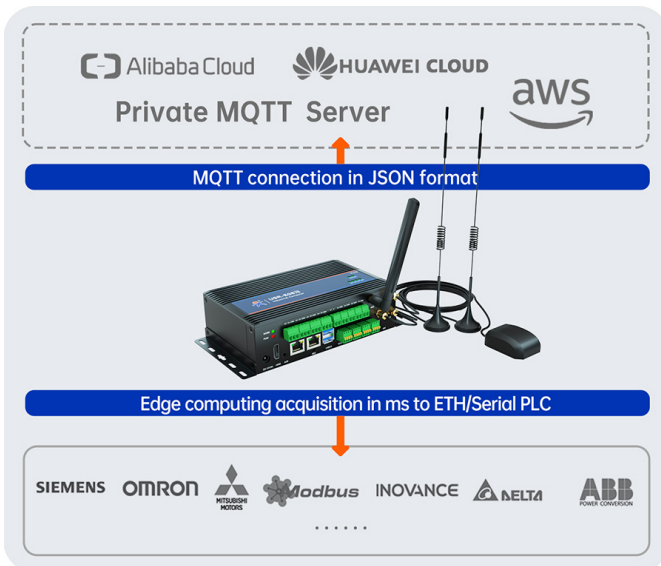 Alibaba Cloud
HUAWEI CLOUD
aws
Private MQTT Server
MQTT connection in JSON format
Edge computing acquisition in ms to ETH/Serial PLC
SIEMENS OMRON MITSUBISHI MOTORS Modbus INOVANCE DELTA ABB POWER CONVERSION
......